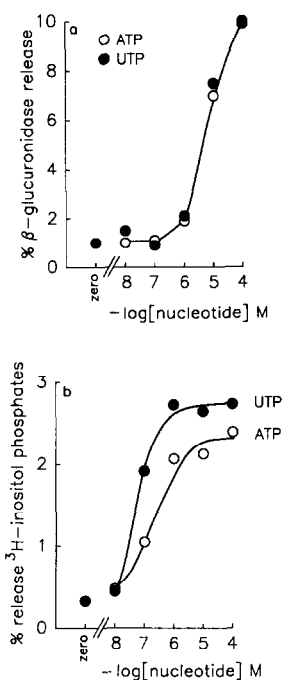 a
ATP
UTP
% β-glucuronidase release
10
8
6
4
2
0
zero
8 7 6 5 4
−log[nucleotide] M
b
% release ³H-inositol phosphates
3
2
1
0
UTP
ATP
zero
8 7 6 5 4
−log[nucleotide] M